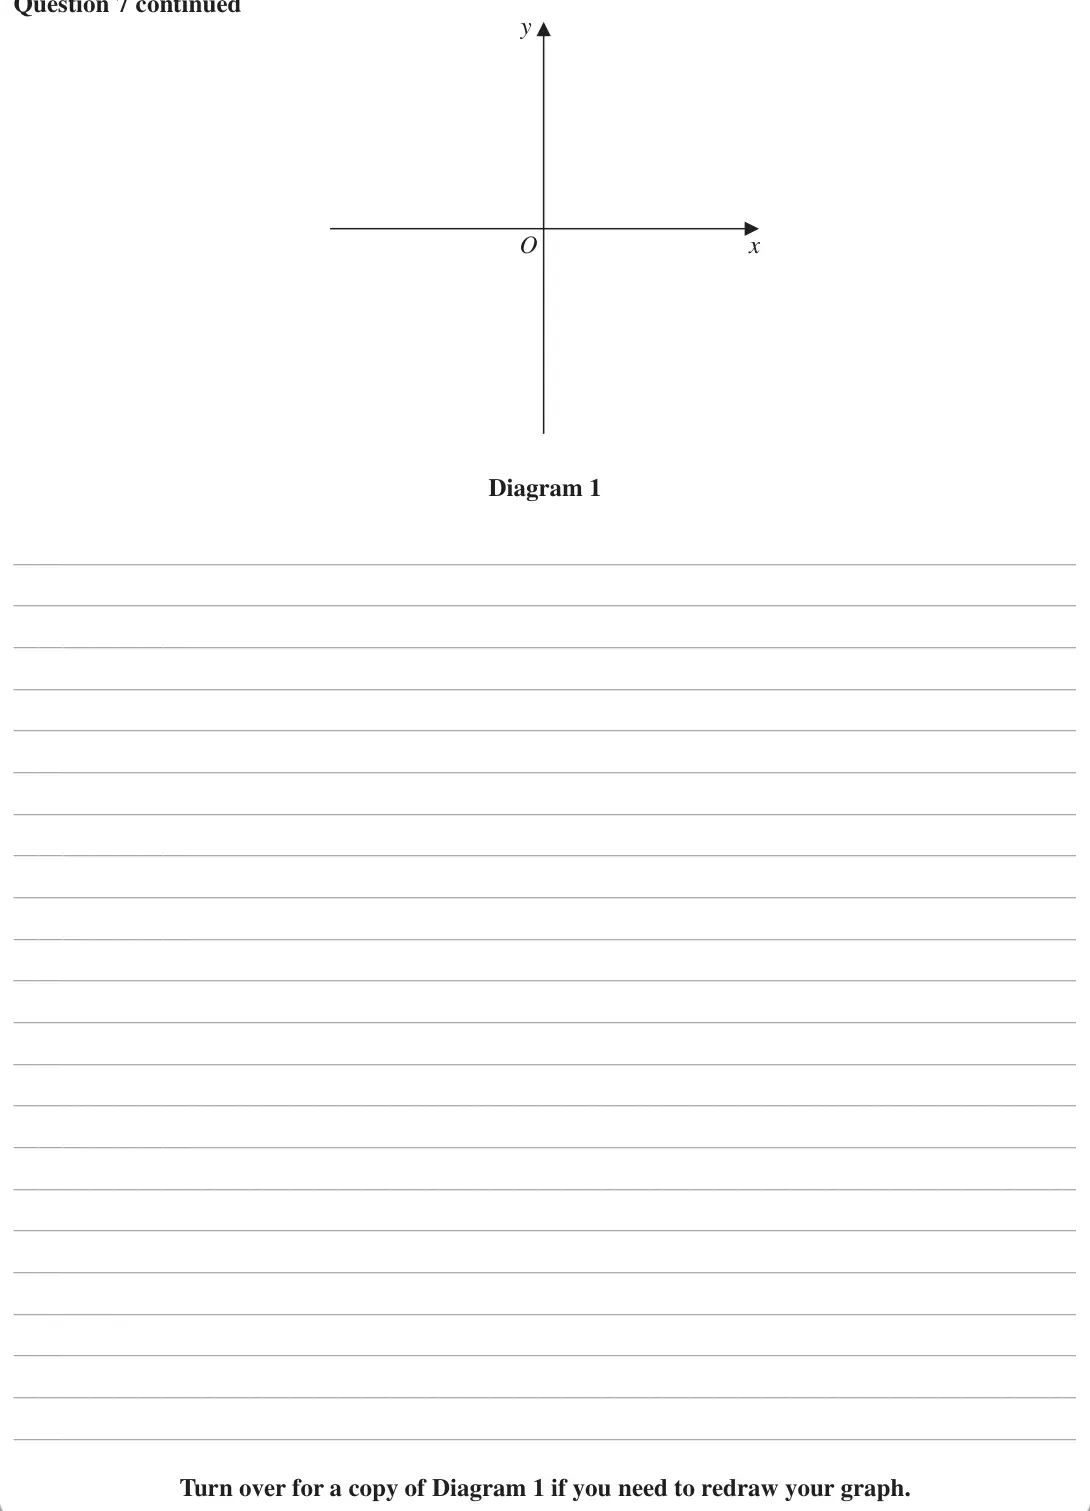 Question 7 continued
y
O
x
Diagram 1
Turn over for a copy of Diagram 1 if you need to redraw your graph.